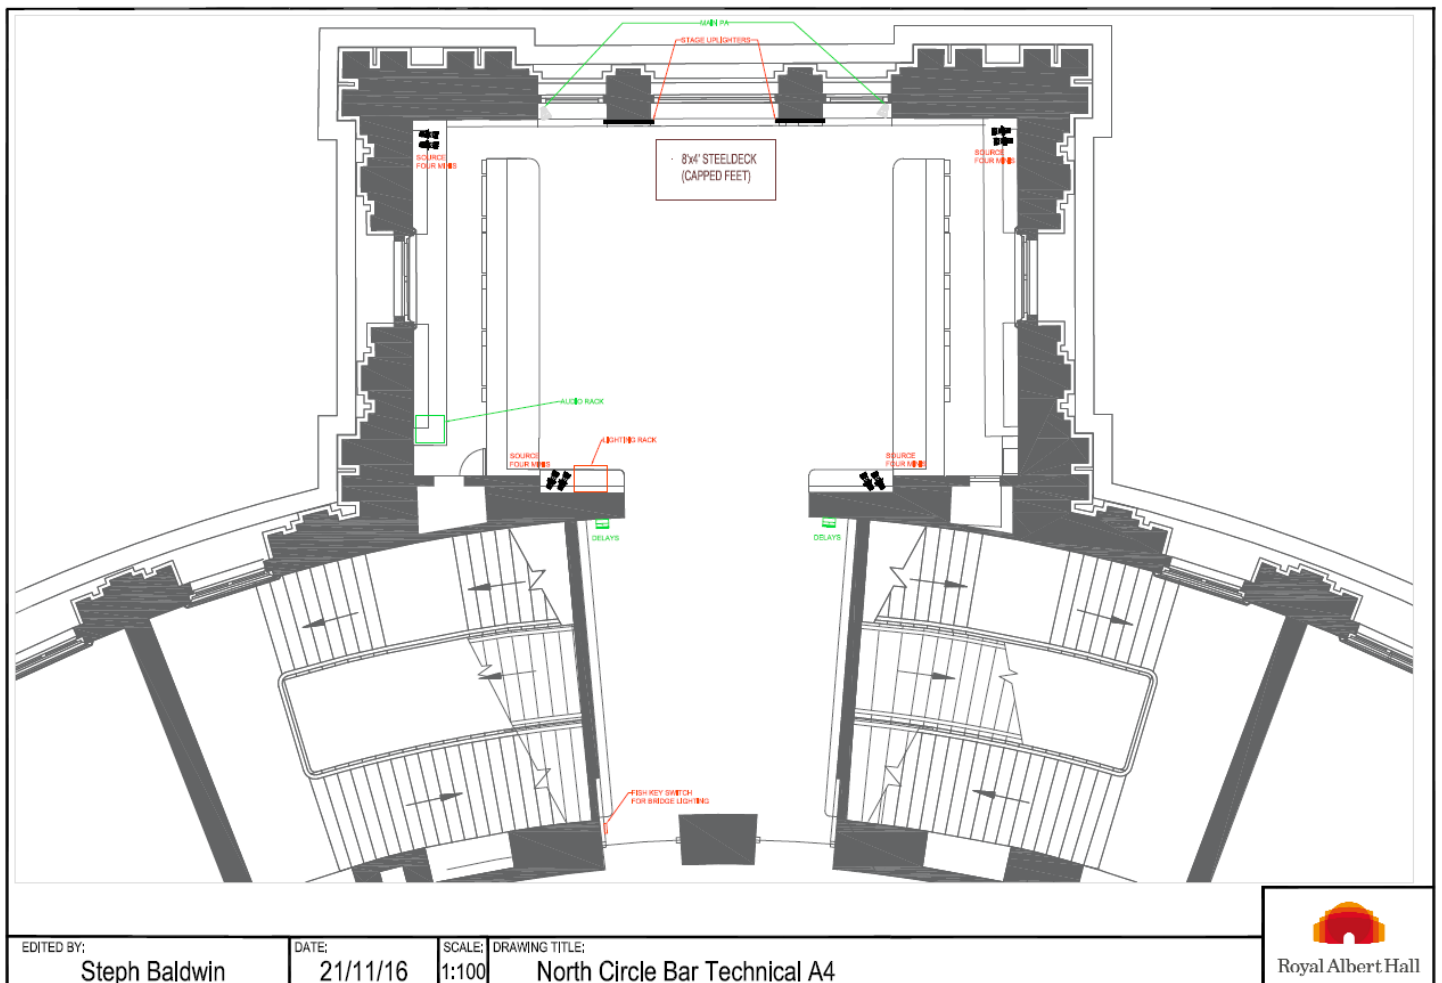 MAIN PA
STAGE UPLIGHTERS
8'x4' STEELDECK
(CAPPED FEET)
SOURCE
FOUR MINIS
SOURCE
FOUR MINIS
AUDIO RACK
LIGHTING RACK
SOURCE
FOUR MINIS
SOURCE
FOUR MINIS
DELAYS
DELAYS
FISH KEY SWITCH
FOR BRIDGE LIGHTING
EDITED BY:
Steph Baldwin
DATE:
21/11/16
SCALE:
1:100
DRAWING TITLE:
North Circle Bar Technical A4
Royal Albert Hall